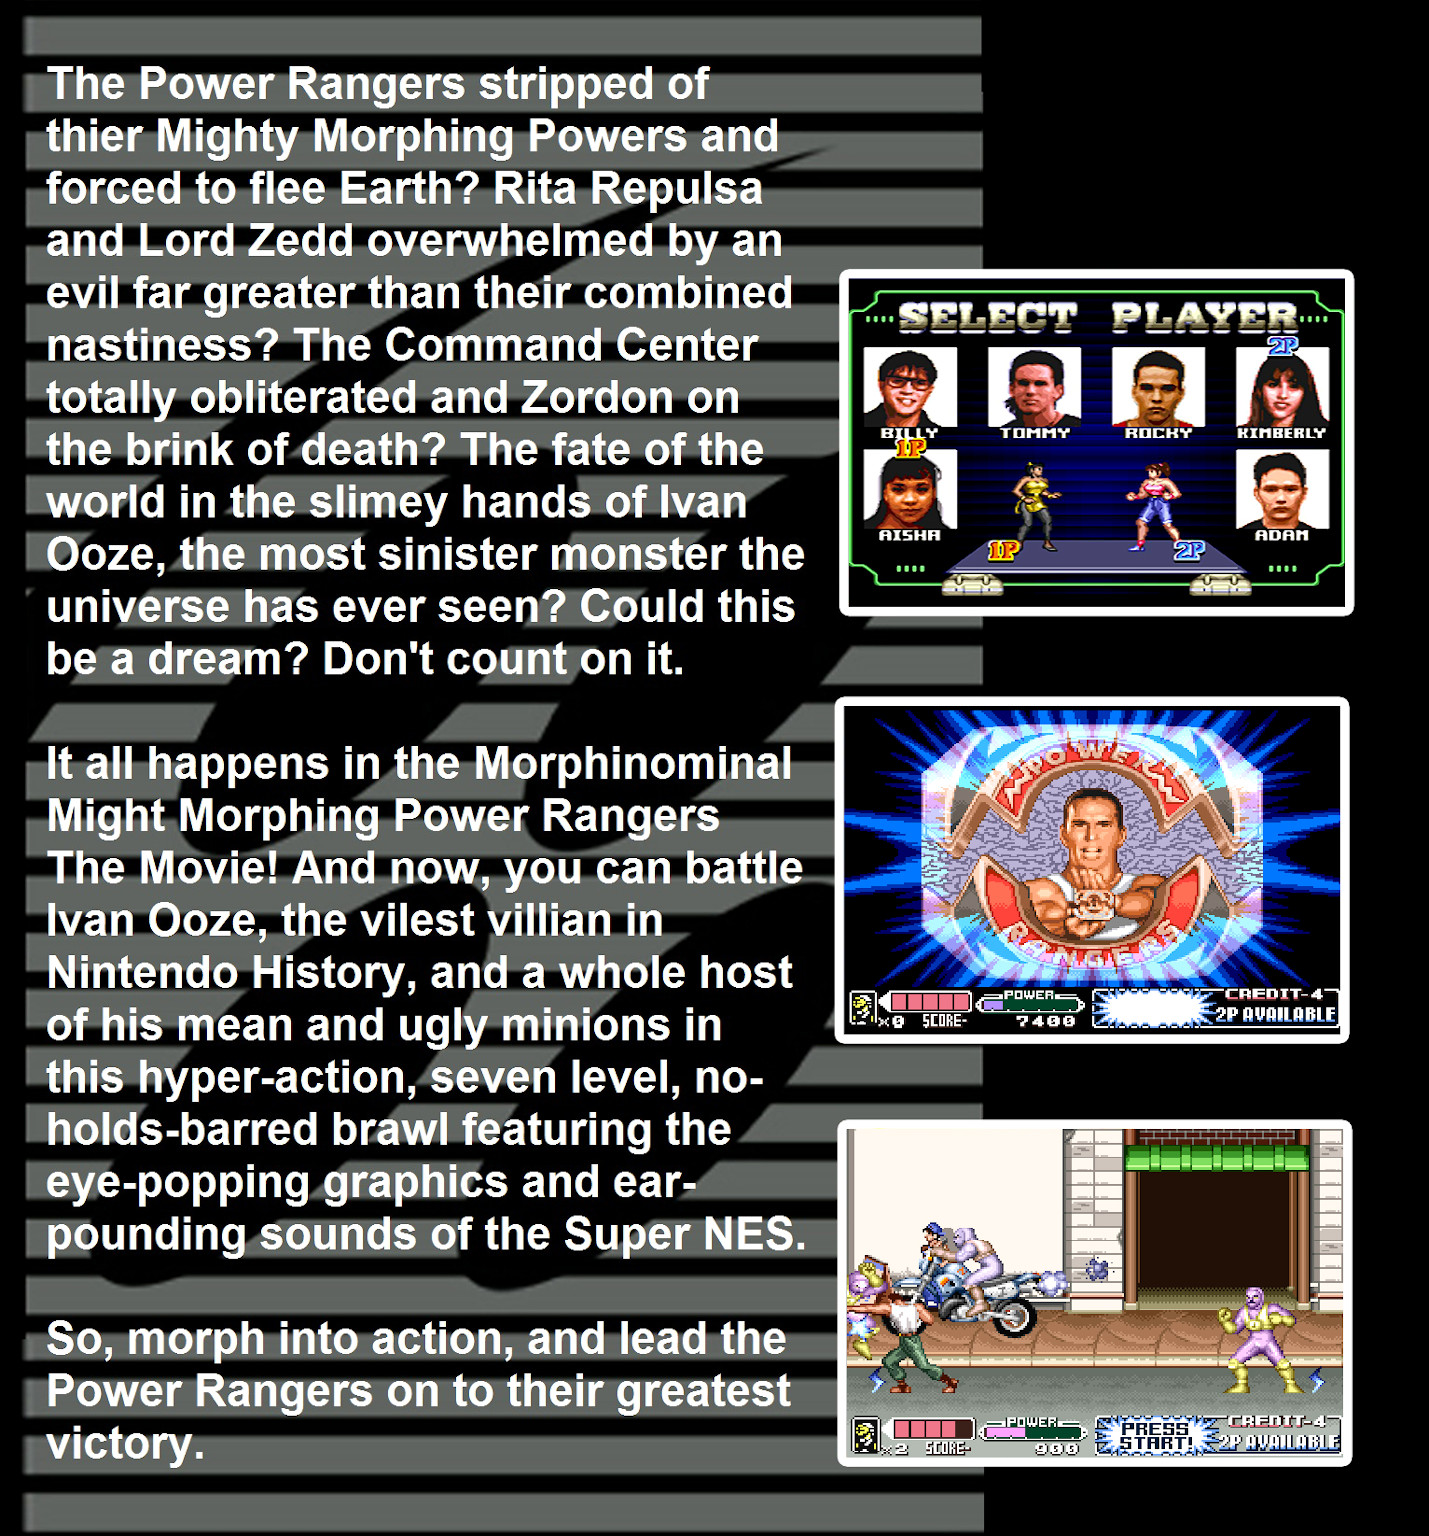 The Power Rangers stripped of
thier Mighty Morphing Powers and
forced to flee Earth? Rita Repulsa
and Lord Zedd overwhelmed by an
evil far greater than their combined
nastiness? The Command Center
totally obliterated and Zordon on
the brink of death? The fate of the
world in the slimey hands of Ivan
Ooze, the most sinister monster the
universe has ever seen? Could this
be a dream? Don't count on it.
It all happens in the Morphinominal
Might Morphing Power Rangers
The Movie! And now, you can battle
Ivan Ooze, the vilest villian in
Nintendo History, and a whole host
of his mean and ugly minions in
this hyper-action, seven level, no-
holds-barred brawl featuring the
eye-popping graphics and ear-
pounding sounds of the Super NES.
So, morph into action, and lead the
Power Rangers on to their greatest
victory.
SELECT PLAYER
2P
BILLY TOMMY ROCKY KIMBERLY
1P
AISHA ADAM
1P 2P
POWER
RANGERS
POWER CREDIT-4
x0 SCORE- 7400 2P AVAILABLE
POWER PRESS CREDIT-4
x2 SCORE- 900 START! 2P AVAILABLE